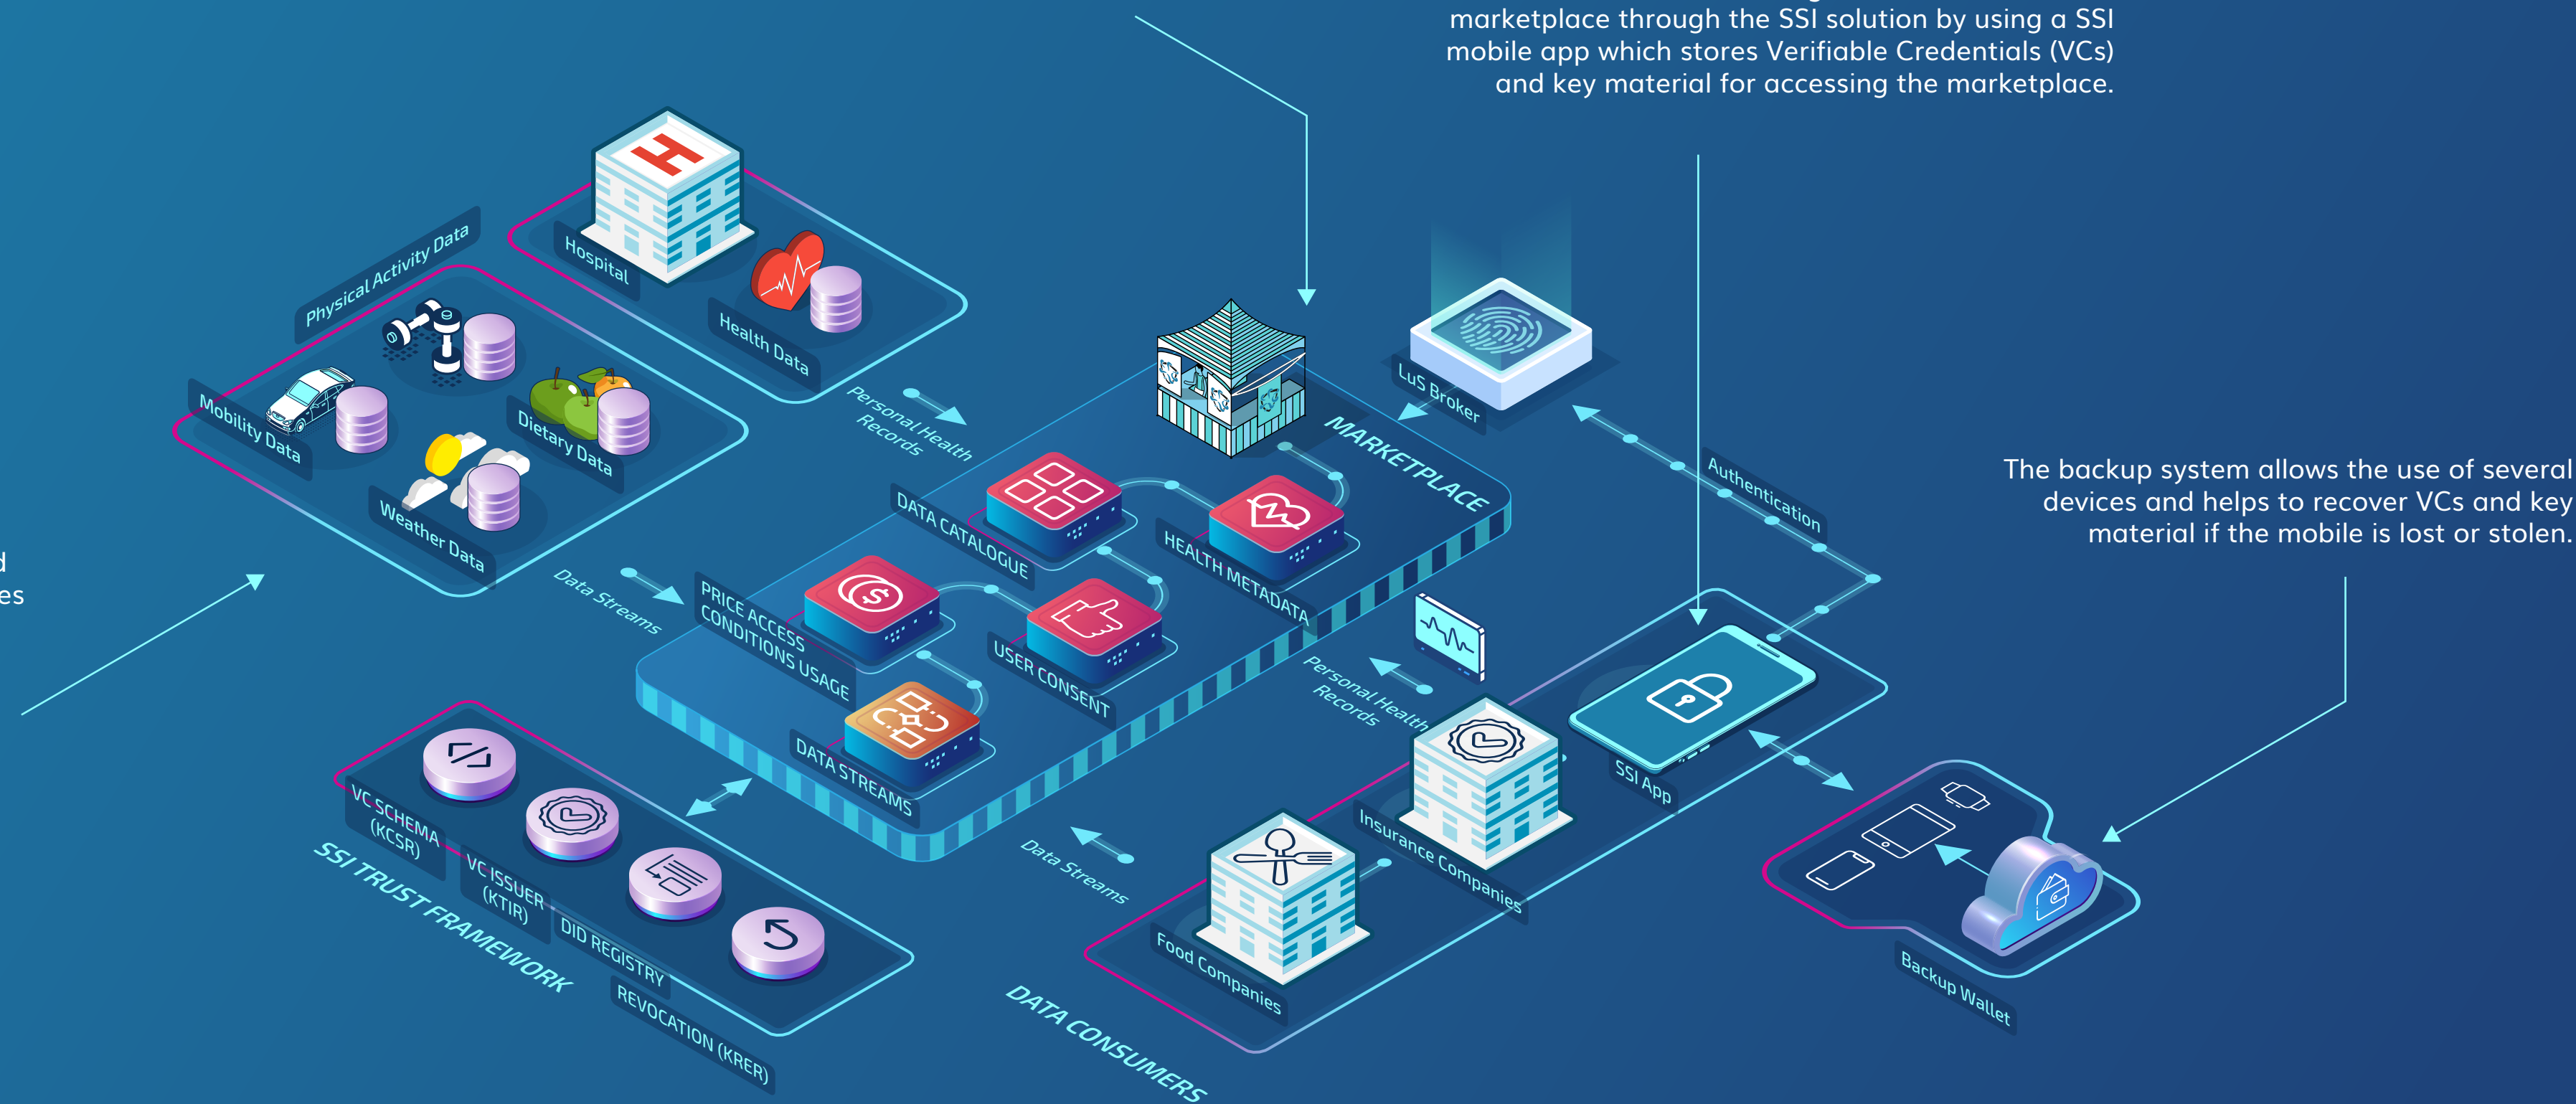 marketplace through the SSI solution by using a SSI
mobile app which stores Verifiable Credentials (VCs)
and key material for accessing the marketplace.
Hospital
Health Data
Physical Activity Data
Mobility Data
Dietary Data
Weather Data
Personal Health
Records
Data Streams
LuS Broker
MARKETPLACE
DATA CATALOGUE
HEALTH METADATA
PRICE ACCESS
CONDITIONS USAGE
USER CONSENT
DATA STREAMS
Authentication
The backup system allows the use of several
devices and helps to recover VCs and key
material if the mobile is lost or stolen.
d
es
Personal Health
Records
SSI App
Insurance Companies
Food Companies
Data Streams
DATA CONSUMERS
Backup Wallet
VC SCHEMA
(KCSR)
VC ISSUER
(KTIR)
DID REGISTRY
REVOCATION (KRER)
SSI TRUST FRAMEWORK